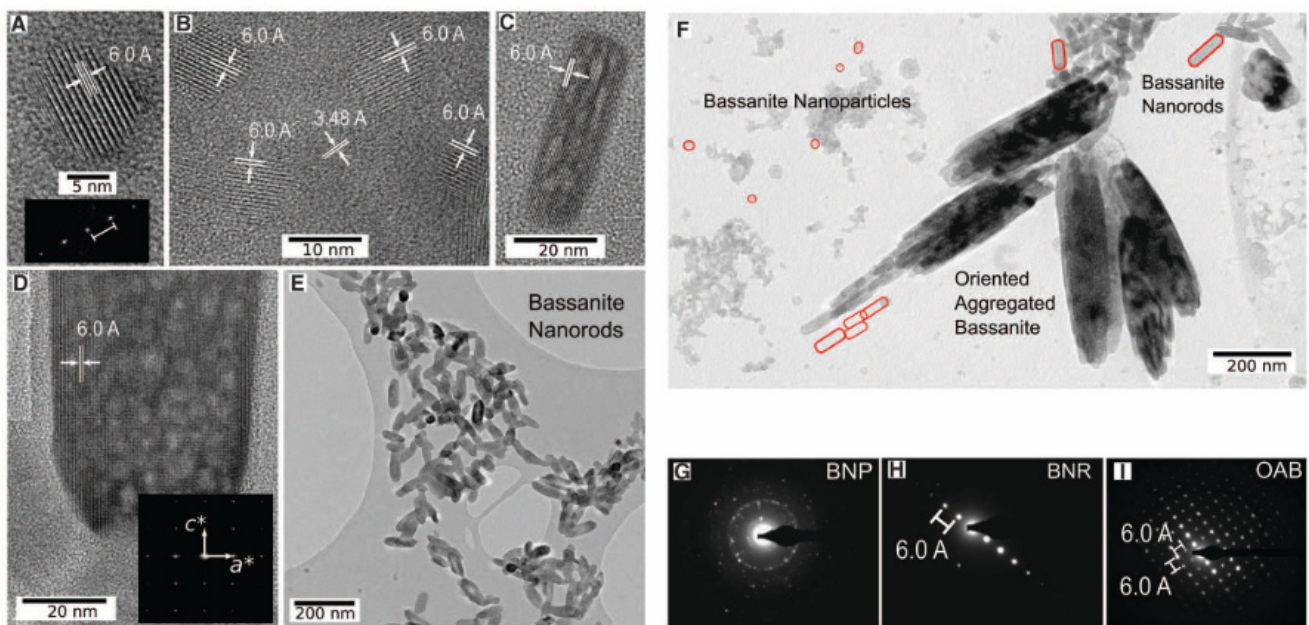 A
6.0 A
5 nm
B
6.0 A
6.0 A
6.0 A
3.48 A
6.0 A
10 nm
C
6.0 A
20 nm
D
6.0 A
c*
a*
20 nm
E
Bassanite
Nanorods
200 nm
F
Bassanite Nanoparticles
Bassanite
Nanorods
Oriented
Aggregated
Bassanite
200 nm
G
BNP
H
BNR
6.0 A
I
OAB
6.0 A
6.0 A